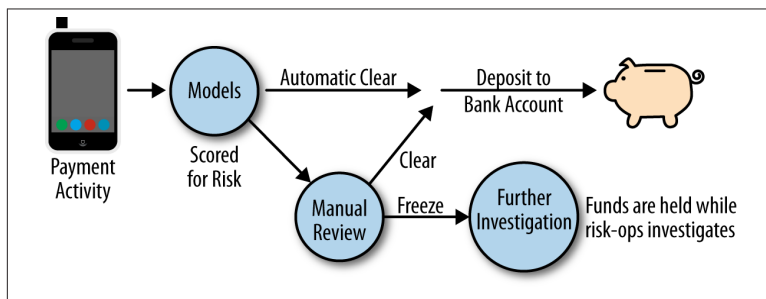 Payment
Activity
Models
Scored
for Risk
Automatic Clear
Deposit to
Bank Account
Clear
Manual
Review
Freeze
Further
Investigation
Funds are held while
risk-ops investigates